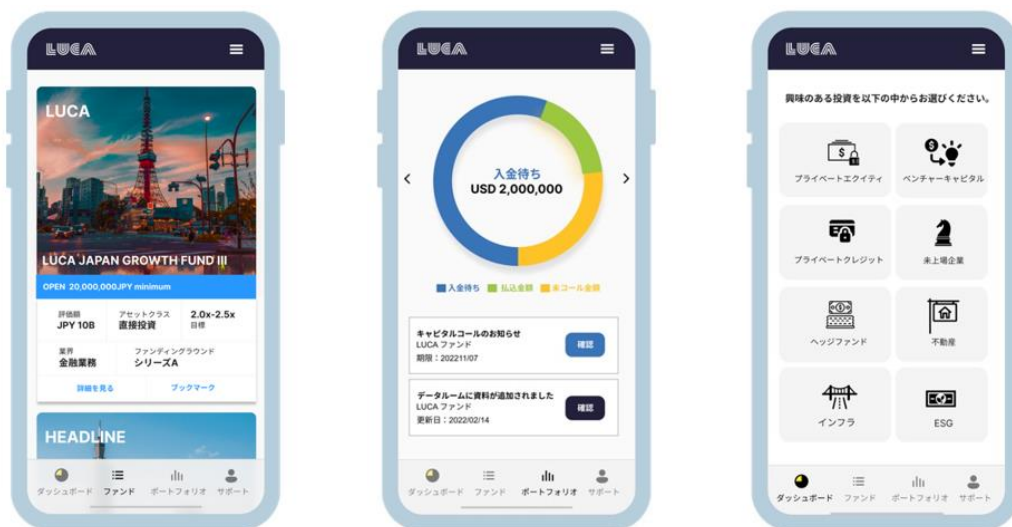 LUCA
LUCA
LUCA JAPAN GROWTH FUND III
OPEN 20,000,000JPY minimum
評価額 アセットクラス 2.0x-2.5x
JPY 10B 直接投資 目標
業界 ファンディングラウンド
金融業務 シリーズA
詳細を見る ブックマーク
HEADLINE
ダッシュボード ファンド ポートフォリオ サポート
LUCA
入金待ち
USD 2,000,000
入金待ち 払込金額 未コール金額
キャピタルコールのお知らせ
LUCA ファンド
期限：202211/07
確認
データルームに資料が追加されました
LUCA ファンド
更新日：2022/02/14
確認
ダッシュボード ファンド ポートフォリオ サポート
LUCA
興味のある投資を以下の中からお選びください。
プライベートエクイティ ベンチャーキャピタル
プライベートクレジット 未上場企業
ヘッジファンド 不動産
インフラ ESG
ダッシュボード ファンド ポートフォリオ サポート